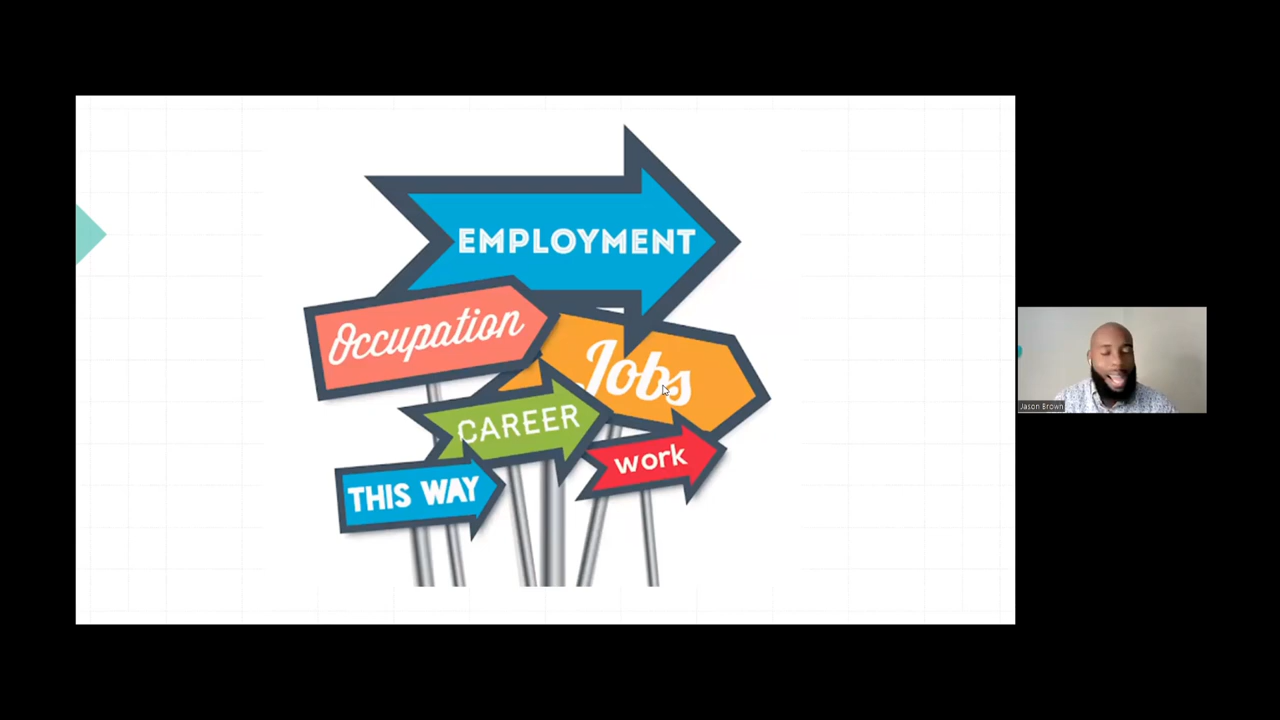 EMPLOYMENT
Occupation
Jobs
CAREER
work
THIS WAY
Jason Brown